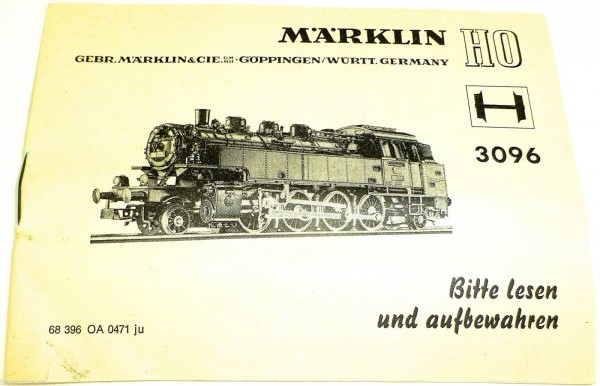 MÄRKLIN HO
GEBR. MÄRKLIN & CIE. GMBH · GÖPPINGEN/WÜRTT. GERMANY
3096
Bitte lesen
und aufbewahren
68 396 OA 0471 ju